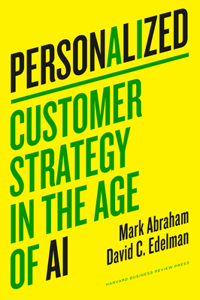 PERSONALIZED
CUSTOMER
STRATEGY
IN THE AGE
OF AI
Mark Abraham
David C. Edelman
HARVARD BUSINESS REVIEW PRESS